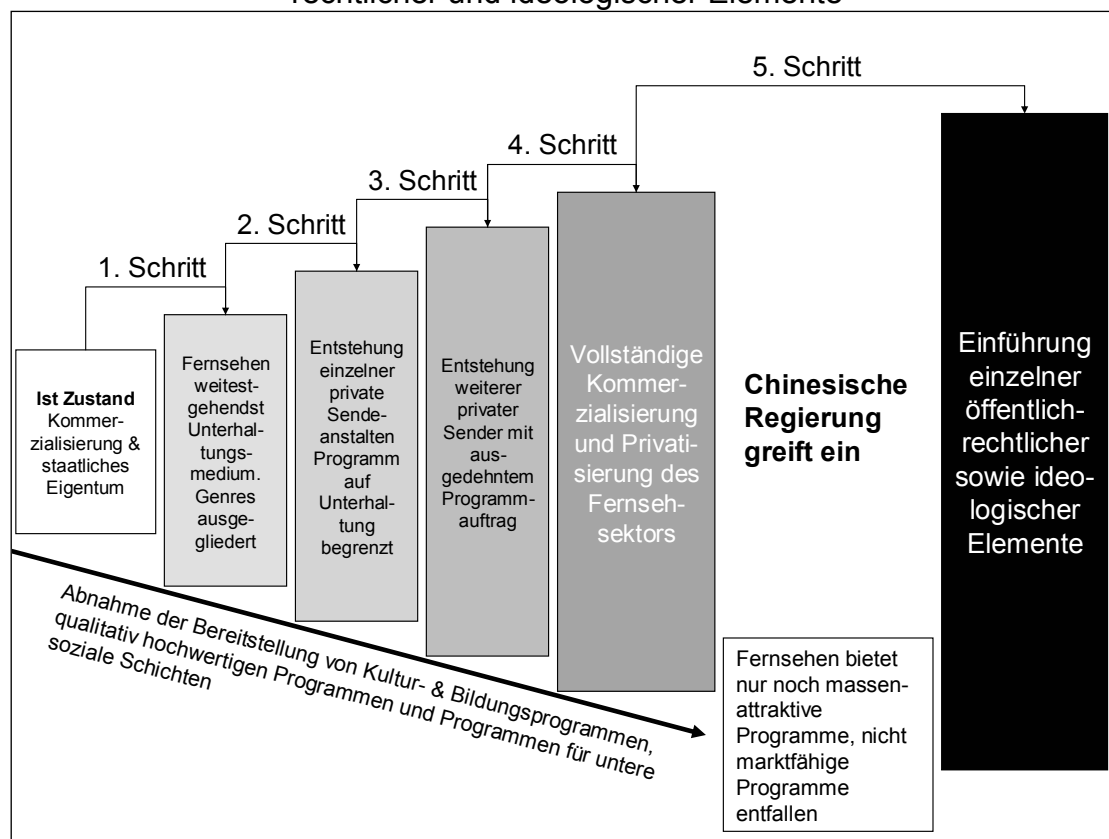 rechtlicher und ideologischer Elemente
5. Schritt
4. Schritt
3. Schritt
2. Schritt
1. Schritt
Ist Zustand
Kommer-
zialisierung &
staatliches
Eigentum
Fernsehen
weitest-
gehendst
Unterhal-
tungs-
medium.
Genres
ausge-
gliedert
Entstehung
einzelner
private
Sende-
anstalten
Programm
auf
Unterhal-
tung
begrenzt
Entstehung
weiterer
privater
Sender mit
aus-
gedehntem
Programm-
auftrag
Vollständige
Kommer-
zialisierung
und Privati-
sierung des
Fernseh-
sektors
Chinesische
Regierung
greift ein
Einführung
einzelner
öffentlich-
rechtlicher
sowie ideo-
logischer
Elemente
Abnahme der Bereitstellung von Kultur- & Bildungsprogrammen,
qualitativ hochwertigen Programmen und Programmen für untere
soziale Schichten
Fernsehen bietet
nur noch massen-
attraktive
Programme, nicht
marktfähige
Programme
entfallen